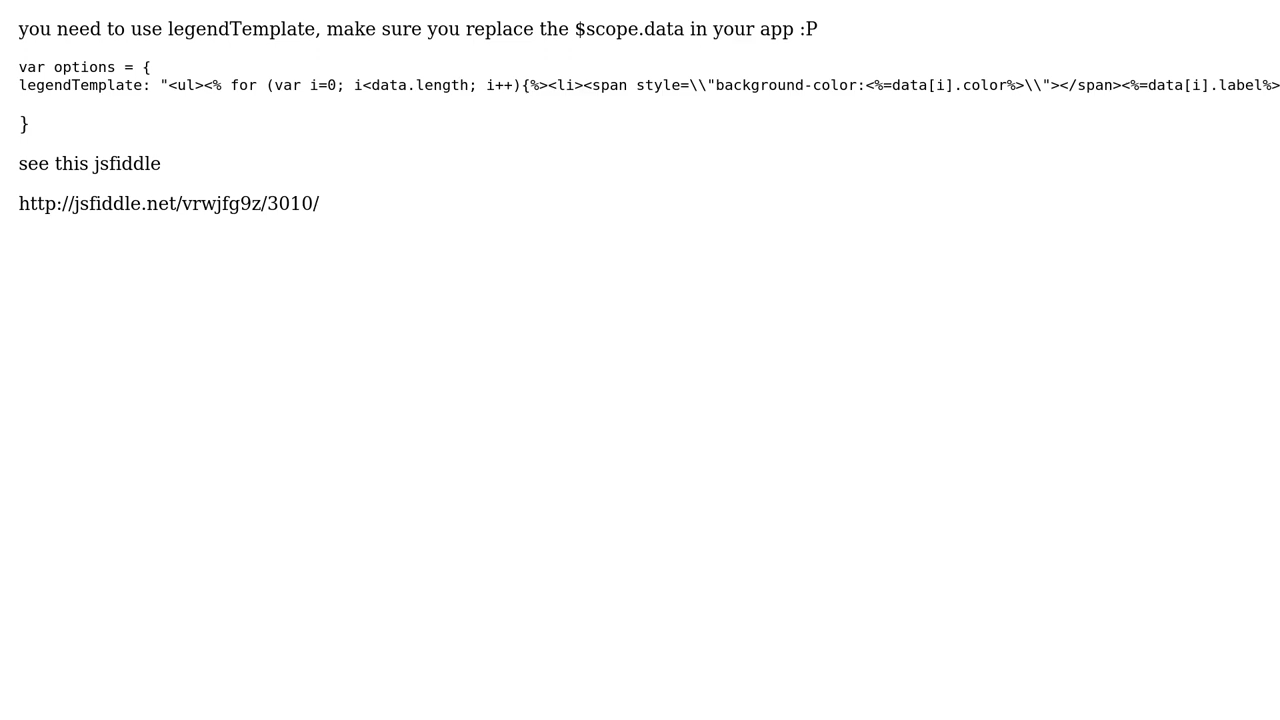 you need to use legendTemplate, make sure you replace the $scope.data in your app :P
var options = {
legendTemplate: "<ul><% for (var i=0; i<data.length; i++){%><li><span style=\\"background-color:<%=data[i].color%>\\"></span><%=data[i].label%>
}
see this jsfiddle
http://jsfiddle.net/vrwjfg9z/3010/